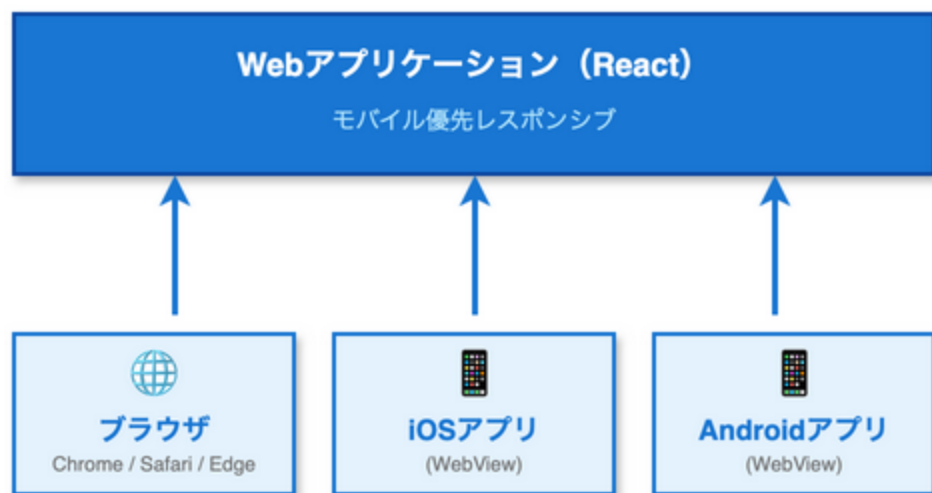 Webアプリケーション（React）
モバイル優先レスポンシブ
ブラウザ
Chrome / Safari / Edge
iOSアプリ
(WebView)
Androidアプリ
(WebView)